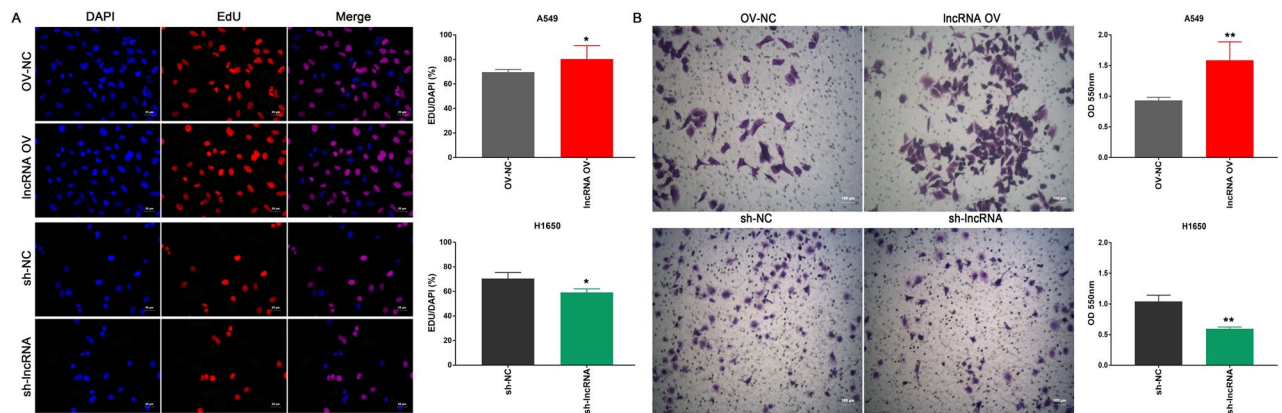 A
DAPI
EdU
Merge
OV-NC
lncRNA OV
sh-NC
sh-lncRNA
A549
EDU/DAPI (%)
100
80
60
40
20
0
*
OV-NC
lncRNA OV
H1650
EDU/DAPI (%)
100
80
60
40
20
0
*
sh-NC
sh-lncRNA
B
OV-NC
lncRNA OV
sh-NC
sh-lncRNA
A549
OD 550nm
2.0
1.5
1.0
0.5
0.0
**
OV-NC
lncRNA OV
H1650
OD 550nm
2.0
1.5
1.0
0.5
0.0
**
sh-NC
sh-lncRNA